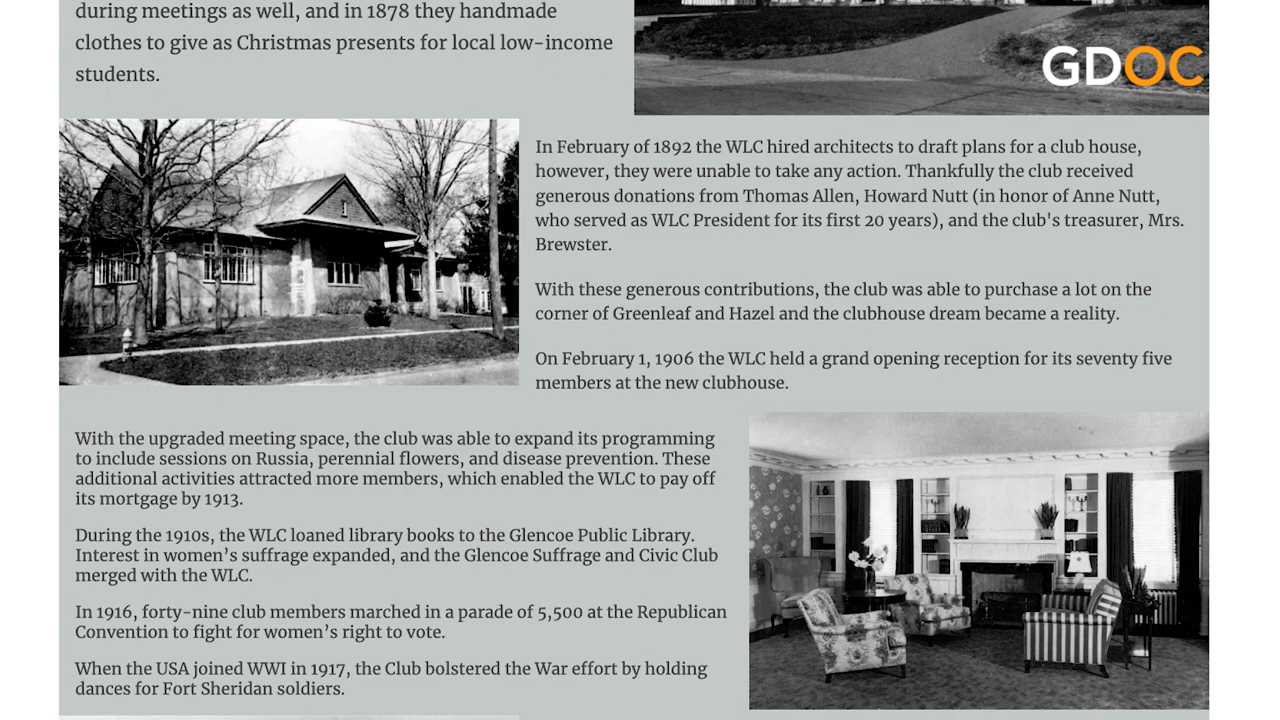 during meetings as well, and in 1878 they handmade
clothes to give as Christmas presents for local low-income
students.
GDOC
In February of 1892 the WLC hired architects to draft plans for a club house,
however, they were unable to take any action. Thankfully the club received
generous donations from Thomas Allen, Howard Nutt (in honor of Anne Nutt,
who served as WLC President for its first 20 years), and the club's treasurer, Mrs.
Brewster.
With these generous contributions, the club was able to purchase a lot on the
corner of Greenleaf and Hazel and the clubhouse dream became a reality.
On February 1, 1906 the WLC held a grand opening reception for its seventy five
members at the new clubhouse.
With the upgraded meeting space, the club was able to expand its programming
to include sessions on Russia, perennial flowers, and disease prevention. These
additional activities attracted more members, which enabled the WLC to pay off
its mortgage by 1913.
During the 1910s, the WLC loaned library books to the Glencoe Public Library.
Interest in women’s suffrage expanded, and the Glencoe Suffrage and Civic Club
merged with the WLC.
In 1916, forty-nine club members marched in a parade of 5,500 at the Republican
Convention to fight for women’s right to vote.
When the USA joined WWI in 1917, the Club bolstered the War effort by holding
dances for Fort Sheridan soldiers.